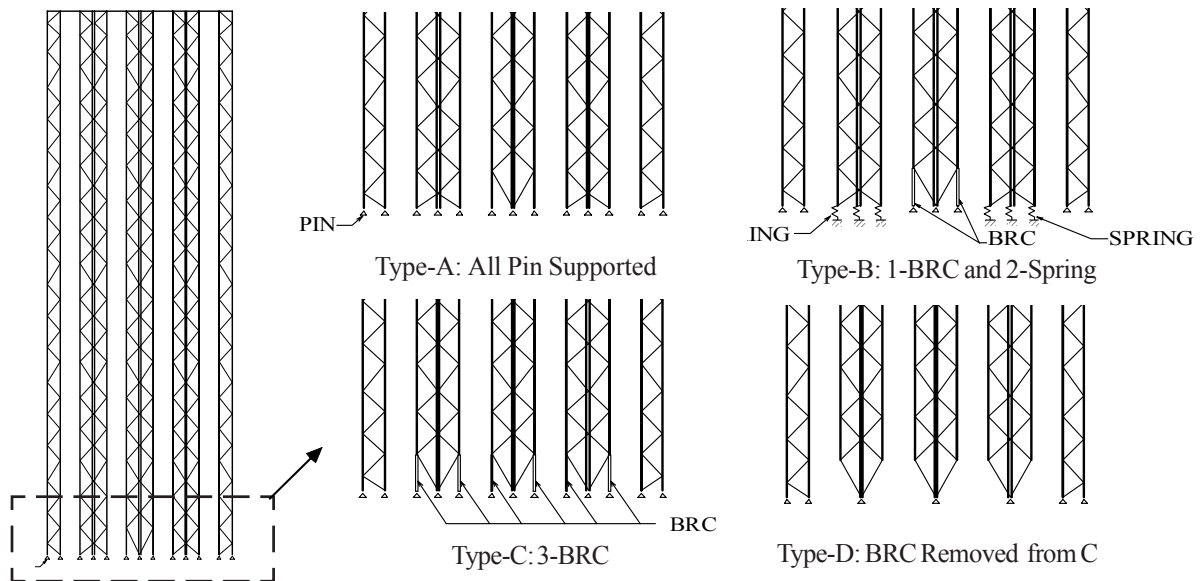 PIN
Type-A: All Pin Supported
ING
BRC
SPRING
Type-B: 1-BRC and 2-Spring
BRC
Type-C: 3-BRC
Type-D: BRC Removed from C